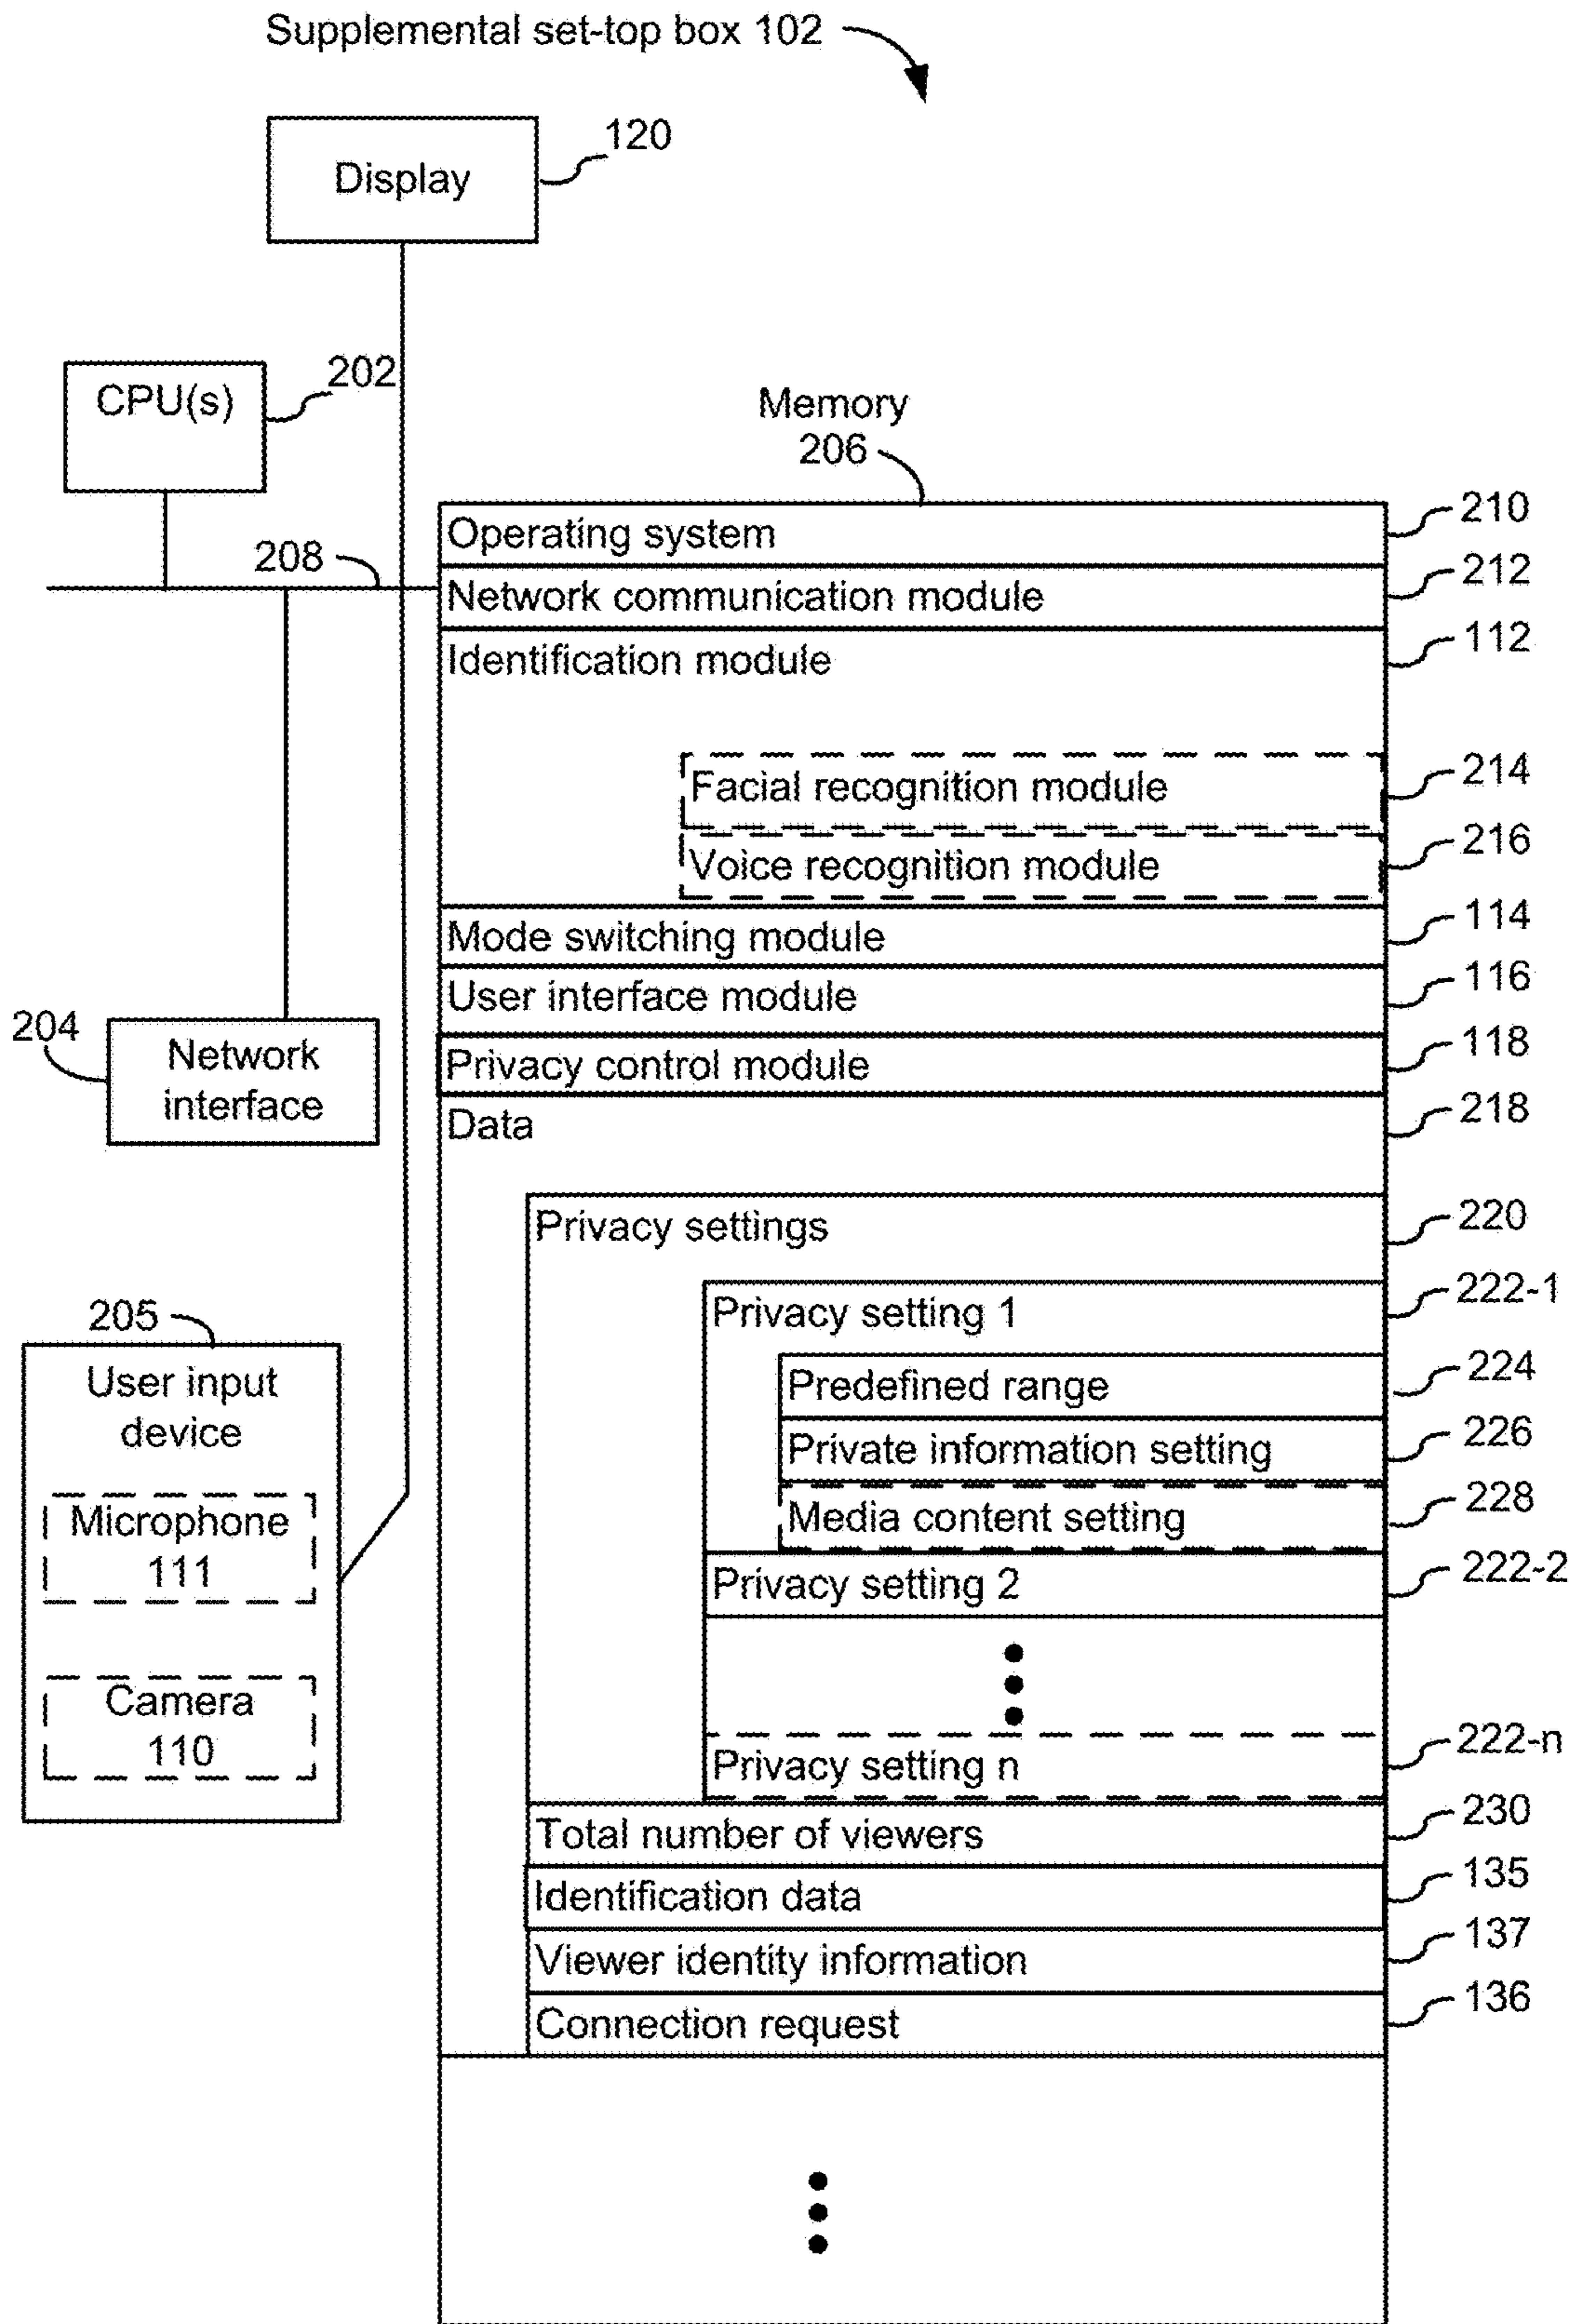 Supplemental set-top box 102
Display
120
CPU(s)
202
Memory
206
208
Operating system
210
Network communication module
212
Identification module
112
Facial recognition module
214
Voice recognition module
216
Mode switching module
114
User interface module
116
Privacy control module
118
204
Network
interface
Data
218
Privacy settings
220
Privacy setting 1
222-1
Predefined range
224
Private information setting
226
Media content setting
228
Privacy setting 2
222-2
Privacy setting n
222-n
205
User input
device
Microphone
111
Camera
110
Total number of viewers
230
Identification data
135
Viewer identity information
137
Connection request
136